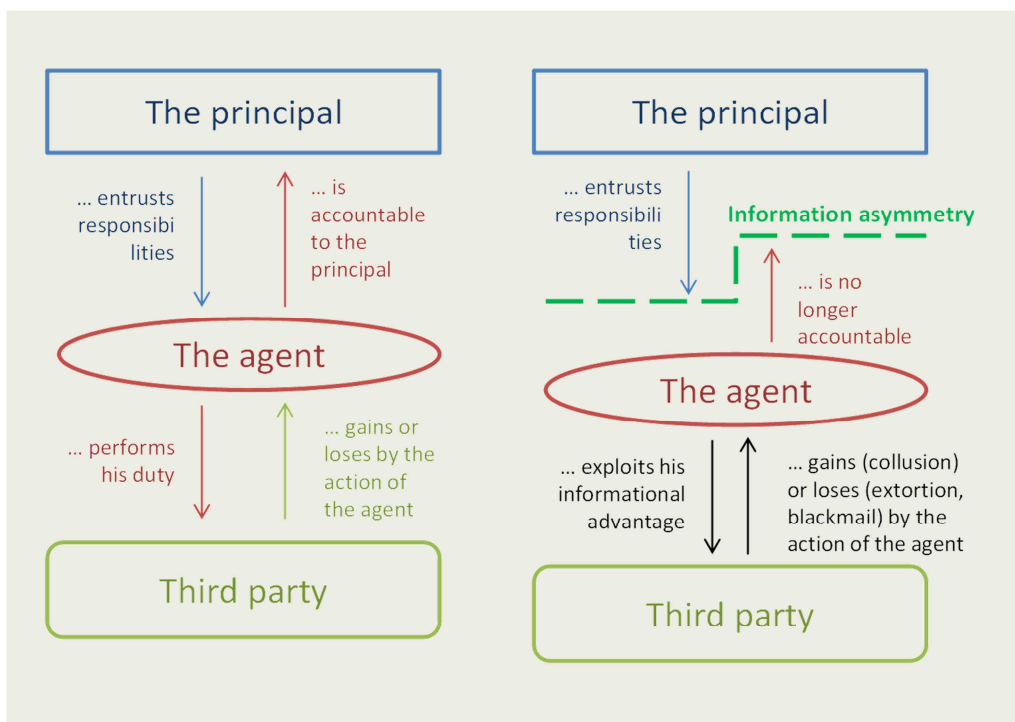 The principal
... entrusts
responsibi
lities
... is
accountable
to the
principal
The agent
... performs
his duty
... gains or
loses by the
action of
the agent
Third party
The principal
... entrusts
responsibili
ties
Information asymmetry
... is no
longer
accountable
The agent
... exploits his
informational
advantage
... gains (collusion)
or loses (extortion,
blackmail) by the
action of the agent
Third party